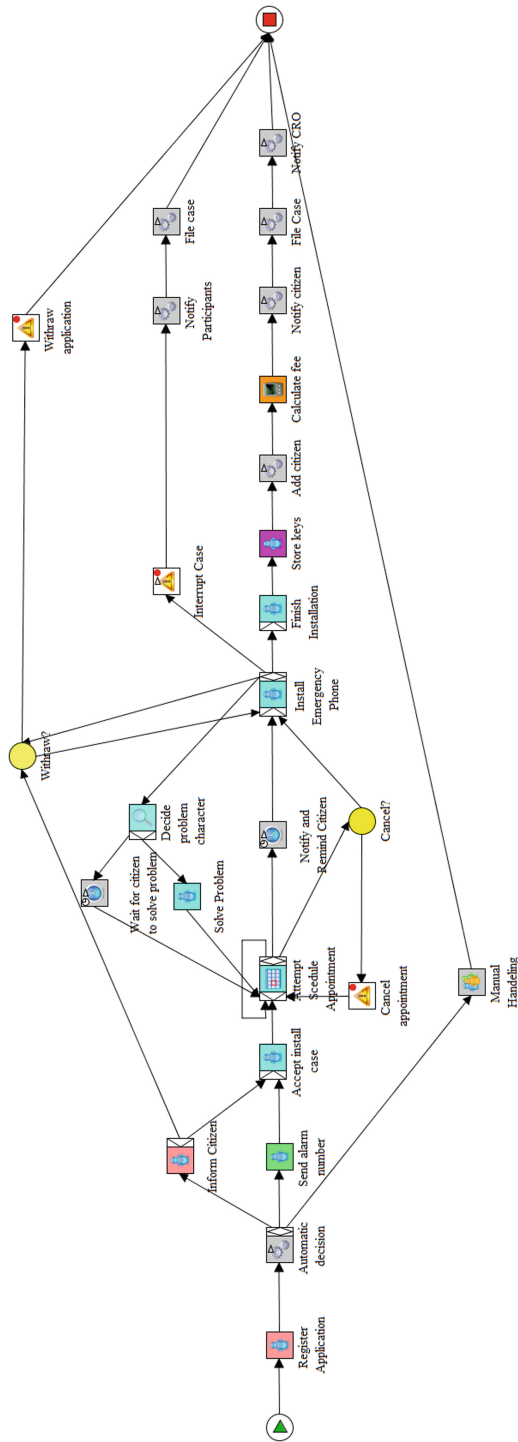 Register
Application
Automatic
decision
Inform Citizen
Send alarm
number
Manual
Handeling
Accept install
case
Attempt
Scedule
Appointment
Cancel
appointment
Cancel?
Wait for citizen
to solve problem
Solve Problem
Decide
problem
character
Notify and
Remind Citizen
Withraw?
Install
Emergency
Phone
Finish
Installation
Interrupt Case
Store keys
Add citizen
Calculate fee
Withraw
application
Notify
Participants
File case
Notify citizen
File Case
Notify CRO